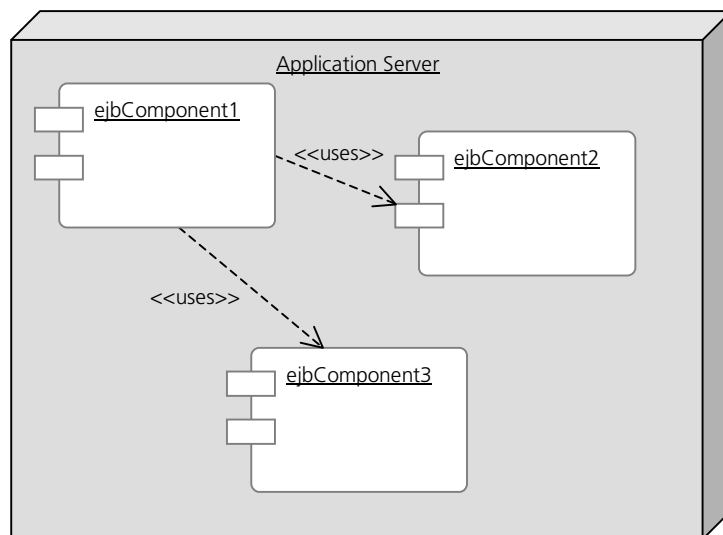 Application Server
ejbComponent1
<<uses>>
ejbComponent2
<<uses>>
ejbComponent3